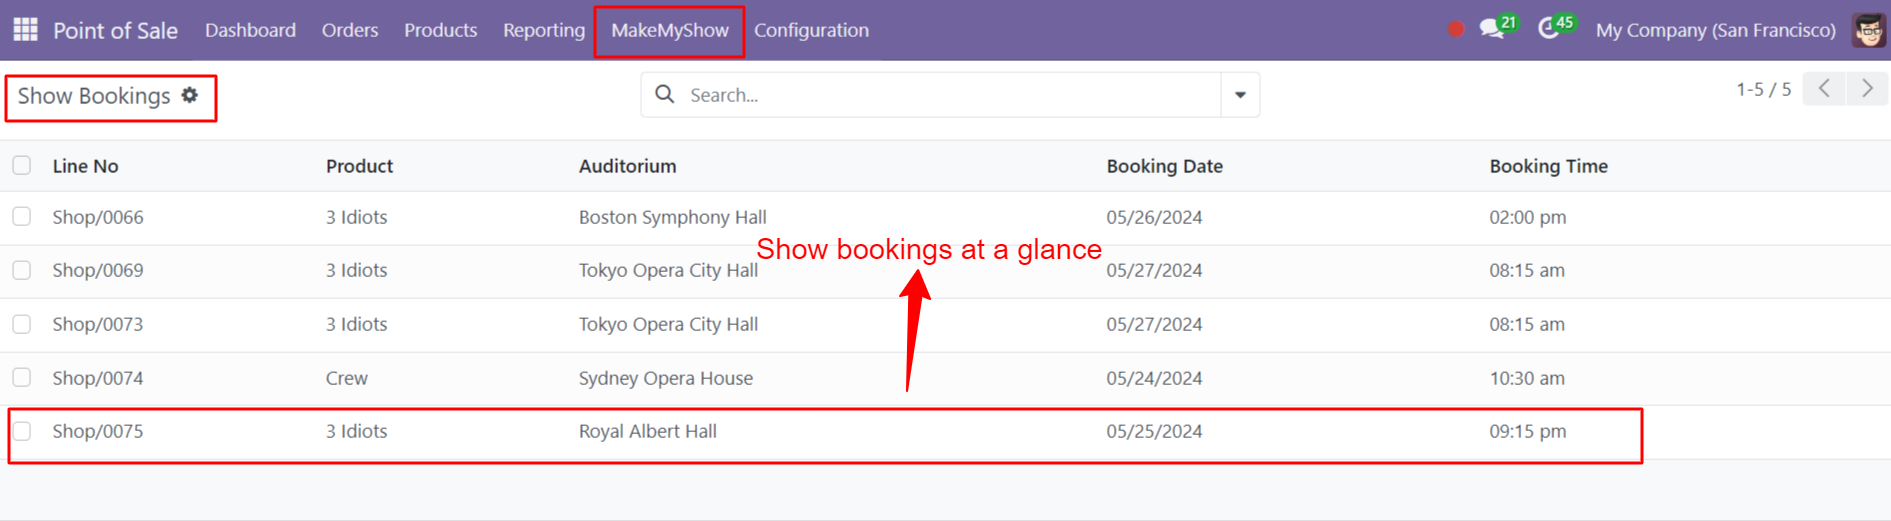 Point of Sale Dashboard Orders Products Reporting MakeMyShow Configuration 21 45 My Company (San Francisco)
Show Bookings Search... 1-5 / 5
Line No Product Auditorium Booking Date Booking Time
Shop/0066 3 Idiots Boston Symphony Hall 05/26/2024 02:00 pm
Show bookings at a glance
Shop/0069 3 Idiots Tokyo Opera City Hall 05/27/2024 08:15 am
Shop/0073 3 Idiots Tokyo Opera City Hall 05/27/2024 08:15 am
Shop/0074 Crew Sydney Opera House 05/24/2024 10:30 am
Shop/0075 3 Idiots Royal Albert Hall 05/25/2024 09:15 pm